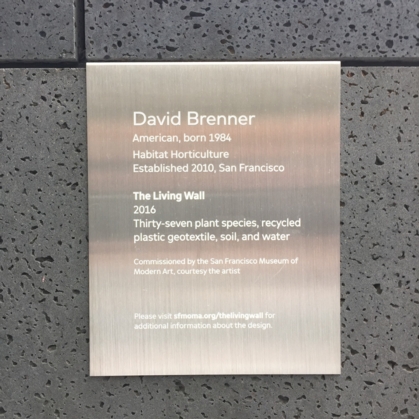 David Brenner
American, born 1984
Habitat Horticulture
Established 2010, San Francisco
The Living Wall
2016
Thirty-seven plant species, recycled
plastic geotextile, soil, and water
Commissioned by the San Francisco Museum of
Modern Art, courtesy the artist
Please visit sfmoma.org/thelivingwall for
additional information about the design.